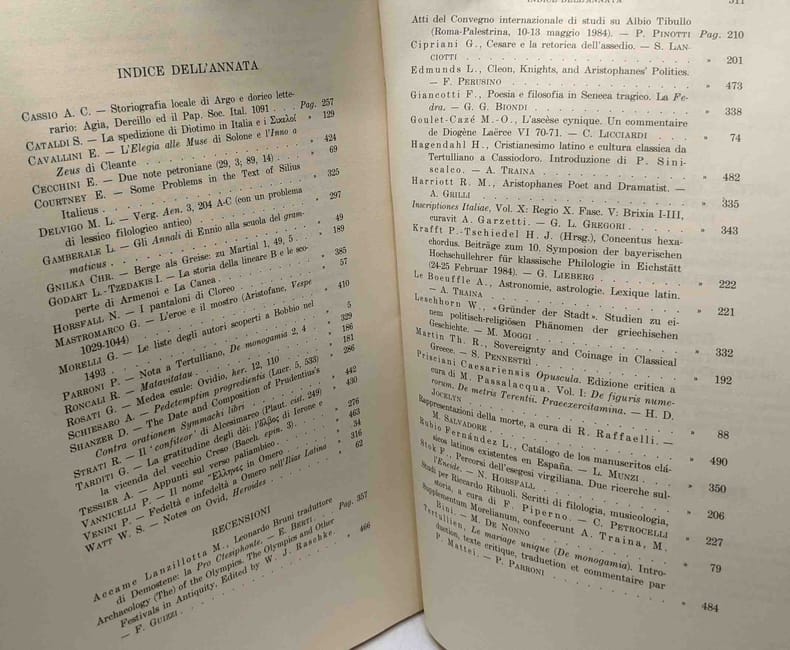 INDICE DELL'ANNATA
CASSIO A. C. — Storiografia locale di Argo e dorico lette-
rario: Agia, Dercillo ed il Pap. Soc. Ital. 1091 . . . Pag. 257
CATALDI S. — La spedizione di Diotimo in Italia e i Σικελοί » 129
CAVALLINI E. — L'Elegia alle Muse di Solone e l'Inno a
Zeus di Cleante . . . » 424
CECCHINI E. — Due note petroniane (29, 3; 89, 14) . . . » 69
COURTNEY E. — Some Problems in the Text of Silius
Italicus . . . » 325
DELVIGO M. L. — Verg. Aen. 3, 204 A-C (con un problema
di lessico filologico antico) . . . » 297
GAMBERALE L. — Gli Annali di Ennio alla scuola del gram-
maticus . . . » 49
GNILKA CHR. — Berge als Greise: zu Martial 1, 49, 5 . . . » 189
GODART L.-TZEDAKIS I. — La storia della lineare B e le sco-
perte di Armenoi e La Canea . . . » 385
HORSFALL N. — I pantaloni di Cloreo . . . » 57
MASTROMARCO G. — L'eroe e il mostro (Aristofane, Vespe
1029-1044) . . . » 410
MORELLI G. — Le liste degli autori scoperti a Bobbio nel
1493 . . . » 5
PARRONI P. — Nota a Tertulliano, De monogamia 2, 4 . . . » 329
RONCALI R. — Matavitatau . . . » 186
ROSATI G. — Medea esule: Ovidio, her. 12, 110 . . . » 181
SCHIESARO A. — Pedetemptim progredientis (Lucr. 5, 533) » 286
SHANZER D. — The Date and Composition of Prudentius's
Contra orationem Symmachi libri . . . » 442
STRATI R. — Il 'confiteor' di Alcesimarco (Plaut. cist. 249) » 430
TARDITI G. — La gratitudine degli dèi: l'ὄλβος di Ierone e
la vicenda del vecchio Creso (Bacch. epin. 3) . . . » 276
TESSIER A. — Appunti sul verso paliambico . . . » 463
VANNICELLI P. — Il nome Ἕλληνες in Omero . . . » 34
VENINI P. — Fedeltà e infedeltà a Omero nell'Ilias Latina » 316
WATT W. S. — Notes on Ovid, Heroides . . . » 62
RECENSIONI
Accame Lanzillotta M., Leonardo Bruni traduttore
di Demostene: la Pro Ctesiphonte. — E. BERTI . . . Pag. 357
Archaeology (The) of the Olympics. The Olympics and Other
Festivals in Antiquity, Edited by W. J. Raschke.
— F. GUIZZI . . . » 466
INDICE DELL'ANNATA 511
Atti del Convegno internazionale di studi su Albio Tibullo
(Roma-Palestrina, 10-13 maggio 1984). — P. PINOTTI Pag. 210
Cipriani G., Cesare e la retorica dell'assedio. — S. LAN-
CIOTTI . . . » 201
Edmunds L., Cleon, Knights, and Aristophanes' Politics.
— F. PERUSINO . . . » 473
Giancotti F., Poesia e filosofia in Seneca tragico. La Fe-
dra. — G. G. BIONDI . . . » 338
Goulet-Cazé M.-O., L'ascèse cynique. Un commentaire
de Diogène Laërce VI 70-71. — C. LICCIARDI . . . » 74
Hagendahl H., Cristianesimo latino e cultura classica da
Tertulliano a Cassiodoro. Introduzione di P. Sini-
scalco. — A. TRAINA . . . » 482
Harriott R. M., Aristophanes Poet and Dramatist. —
A. GRILLI . . . » 335
Inscriptiones Italiae, Vol. X: Regio X. Fasc. V: Brixia I-III,
curavit A. Garzetti. — G. L. GREGORI . . . » 343
Krafft P.-Tschiedel H. J. (Hrsg.), Concentus hexa-
chordus. Beiträge zum 10. Symposion der bayerischen
Hochschullehrer für klassische Philologie in Eichstätt
(24-25 Februar 1984). — G. LIEBERG . . . » 222
Le Boeuffle A., Astronomie, astrologie. Lexique latin.
— A. TRAINA . . . » 221
Leschhorn W., «Gründer der Stadt». Studien zu ei-
nem politisch-religiösen Phänomen der griechischen
Geschichte. — M. MOGGI . . . » 332
Martin Th. R., Sovereignty and Coinage in Classical
Greece. — S. PENNESTRÌ . . . » 192
Prisciani Caesariensis Opuscula. Edizione critica a
cura di M. Passalacqua. Vol. I: De figuris nume-
rorum. De metris Terentii. Praeexercitamina. — H. D.
JOCELYN . . . » 88
Rappresentazioni della morte, a cura di R. Raffaelli. —
M. SALVADORE . . . » 490
Rubio Fernández L., Catálogo de los manuscritos clá-
sicos latinos existentes en España. — L. MUNZI . . . » 350
Stok F., Percorsi dell'esegesi virgiliana. Due ricerche sul-
l'Eneide. — N. HORSFALL . . . » 206
Studi per Riccardo Ribuoli. Scritti di filologia, musicologia,
storia, a cura di F. Piperno. — C. PETROCELLI » 227
Supplementum Morelianum, confecerunt A. Traina, M.
Bini. — M. DE NONNO . . . » 79
Tertullien, Le mariage unique (De monogamia). Intro-
duction, texte critique, traduction et commentaire par
P. Mattei. — P. PARRONI . . . » 484